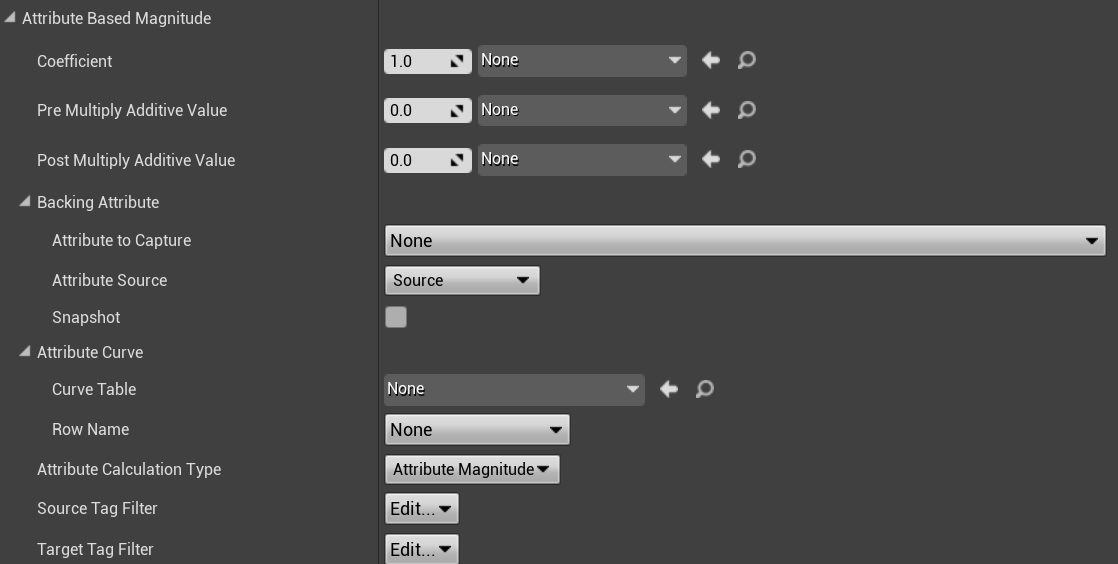 Attribute Based Magnitude
Coefficient 1.0 None
Pre Multiply Additive Value 0.0 None
Post Multiply Additive Value 0.0 None
Backing Attribute
Attribute to Capture None
Attribute Source Source
Snapshot
Attribute Curve
Curve Table None
Row Name None
Attribute Calculation Type Attribute Magnitude
Source Tag Filter Edit...
Target Tag Filter Edit...